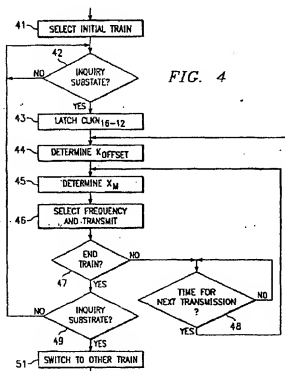 41
SELECT INITIAL TRAIN
42
INQUIRY
SUBSTATE?
NO
FIG. 4
YES
43
LATCH CLKN16-12
44
DETERMINE KOFFSET
45
DETERMINE XM
46
SELECT FREQUENCY
AND TRANSMIT
END
TRAIN?
NO
47
YES
TIME FOR
NEXT TRANSMISSION
?
NO
48
YES
NO
INQUIRY
SUBSTRATE?
49
YES
51
SWITCH TO OTHER TRAIN